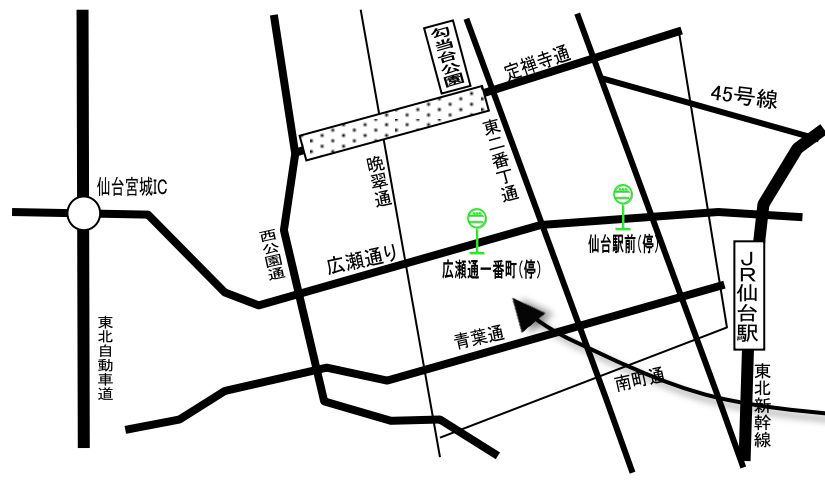 勾当台公園
定禅寺通
45号線
東二番丁通
晩翠通
仙台宮城IC
西公園通
広瀬通り
広瀬通一番町(停)
仙台駅前(停)
JR仙台駅
東北自動車道
青葉通
南町通
東北新幹線